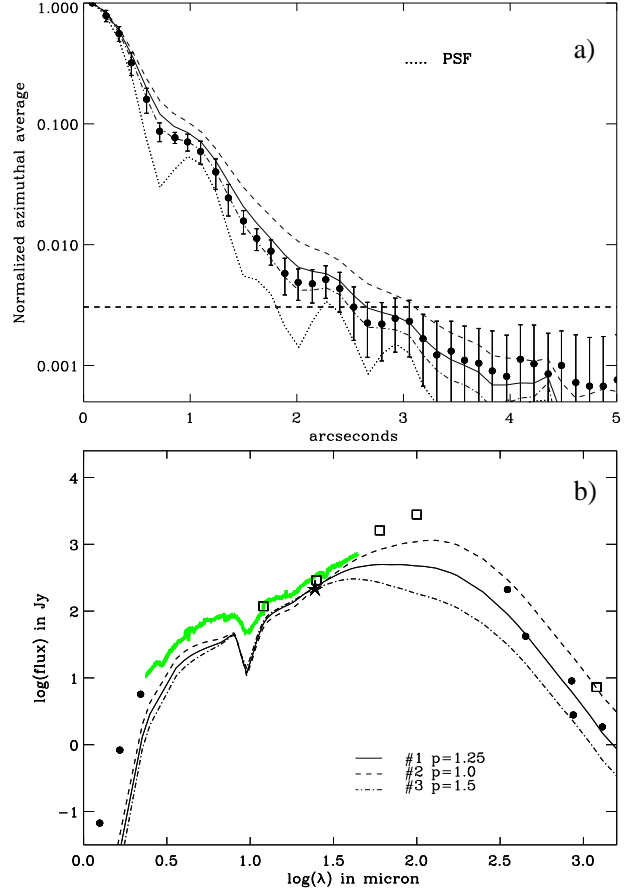 1.000
0.100
0.010
0.001
Normalized azimuthal average
PSF
a)
0 1 2 3 4 5
arcseconds
b)
4
3
2
1
0
−1
log(flux) in Jy
#1 p=1.25
#2 p=1.0
#3 p=1.5
0.0 0.5 1.0 1.5 2.0 2.5 3.0
log(λ) in micron